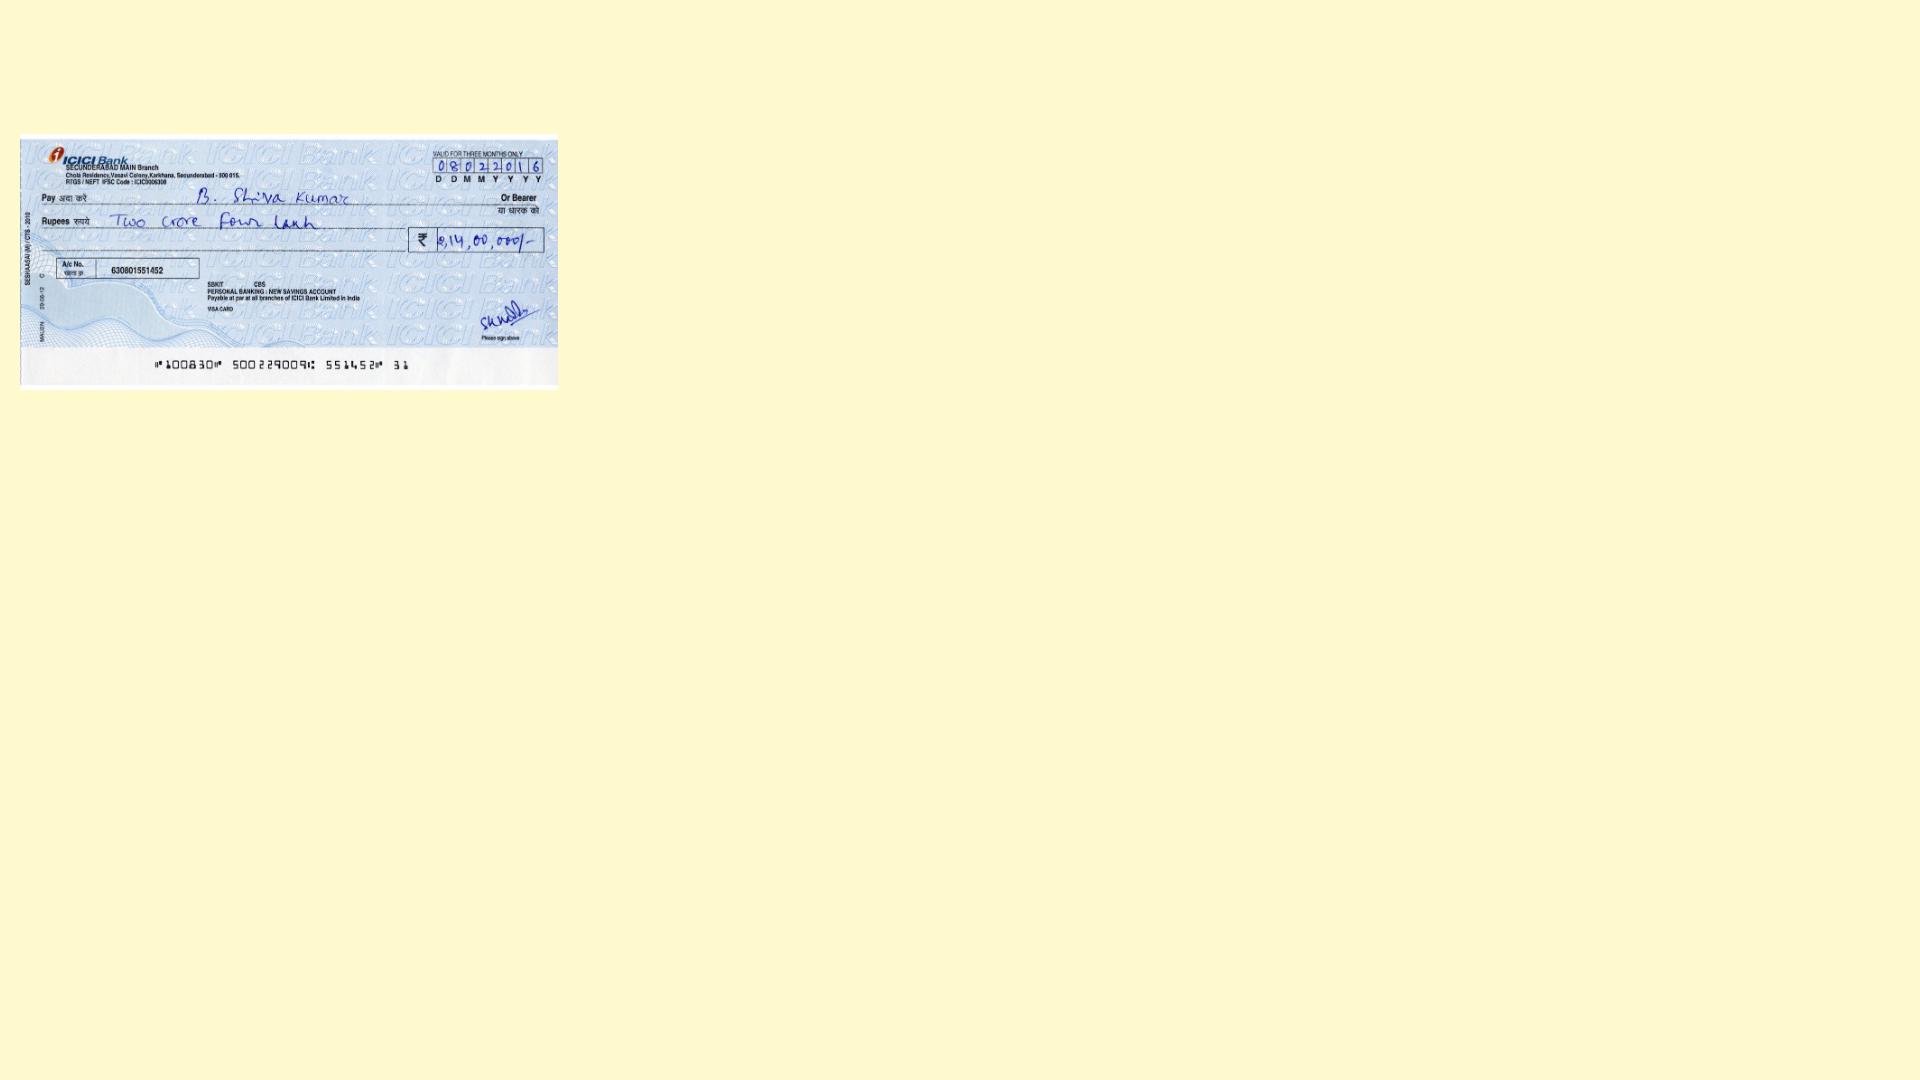 ICICI Bank
SECUNDERABAD MAIN Branch
Chola Residency, Vasavi Colony, Karkhana, Secunderabad - 500 015.
RTGS / NEFT IFSC Code : ICIC0006308
VALID FOR THREE MONTHS ONLY
0 8 0 2 2 0 1 6
D D M M Y Y Y Y
Pay अदा करें B. Shiva Kumar Or Bearer
या धारक को
Rupees रुपये Two crore four lakh
₹ 2,14,00,000/-
A/c No. 630801551452
खाता क्र.
SBKIT CBS
PERSONAL BANKING : NEW SAVINGS ACCOUNT
Payable at par at all branches of ICICI Bank Limited in India
VISA CARD
Please sign above
⑈100830⑈ 500229009⑆ 551452⑈ 31
SESHAASAI (M) / CTS - 2010